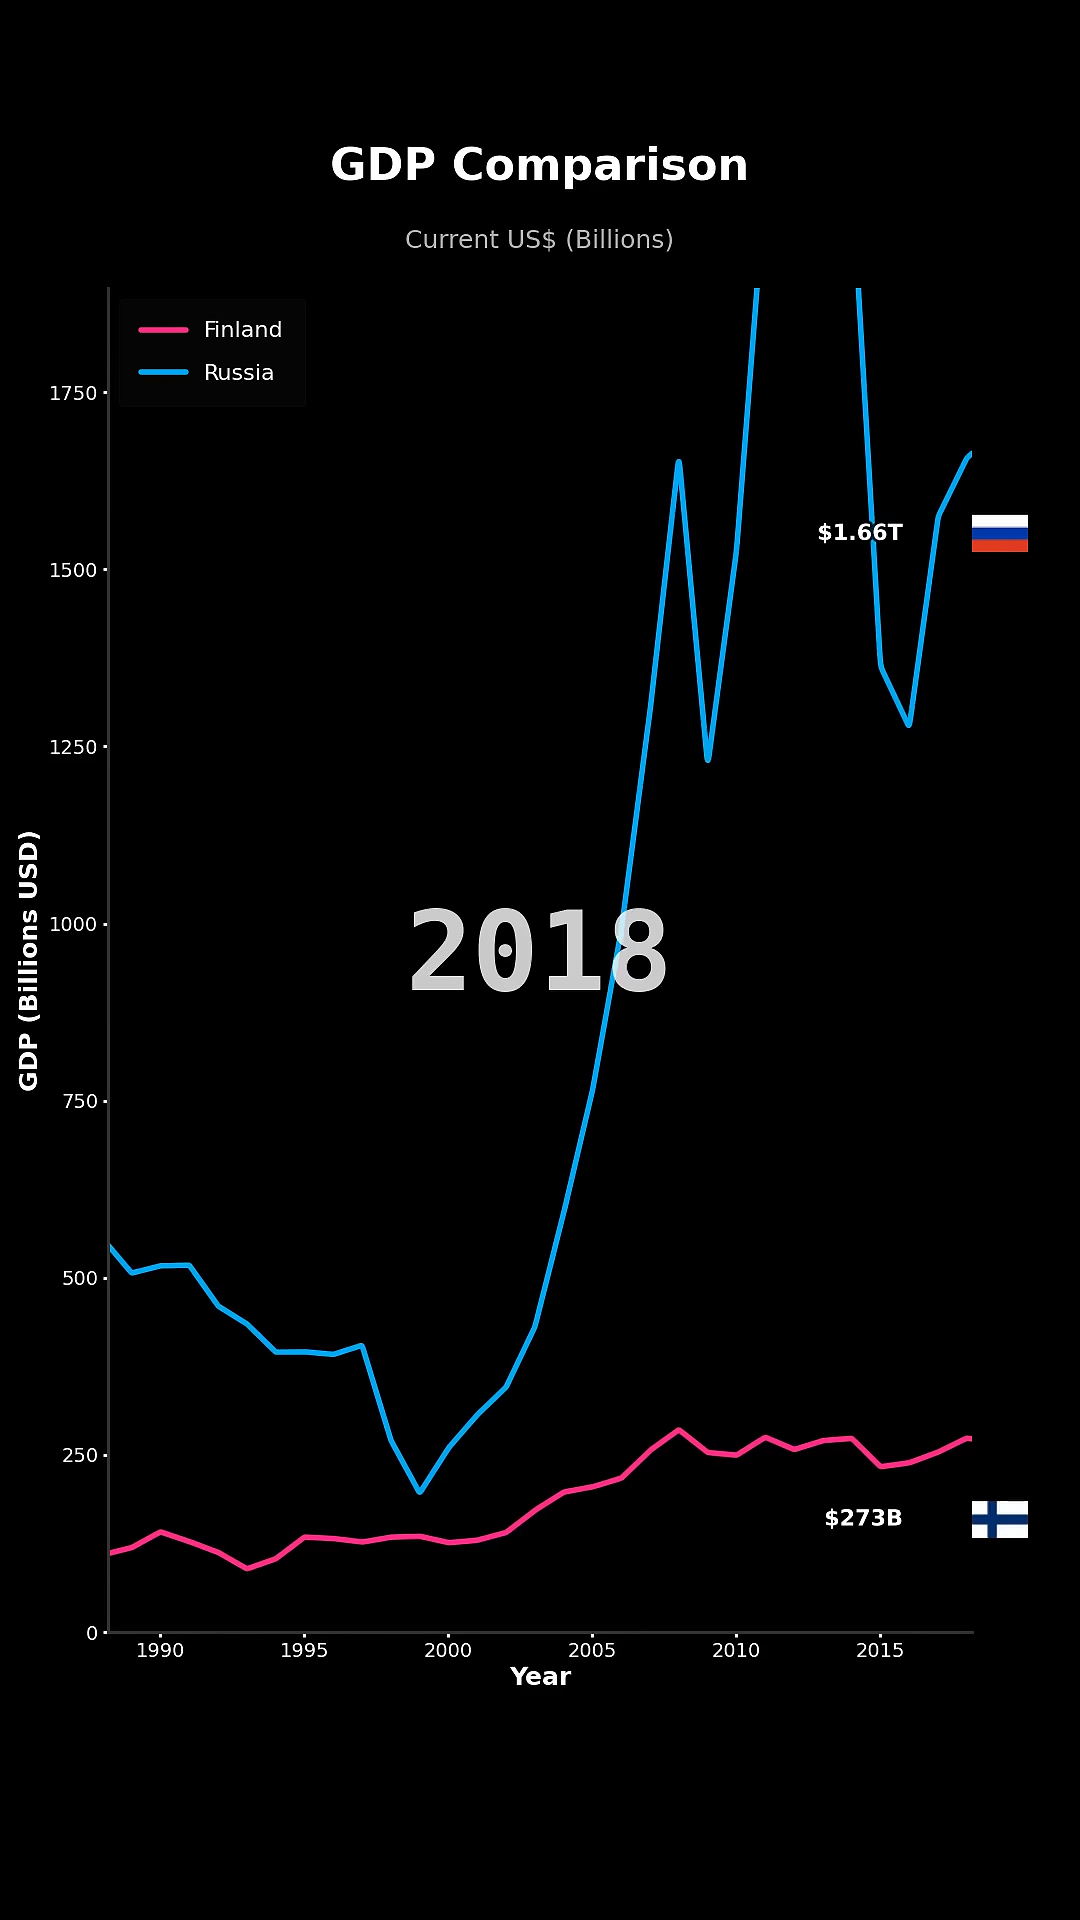 GDP Comparison
Current US$ (Billions)
Finland
Russia
1750
$1.66T
1500
1250
GDP (Billions USD)
1000
2018
750
500
250
$273B
0
1990 1995 2000 2005 2010 2015
Year